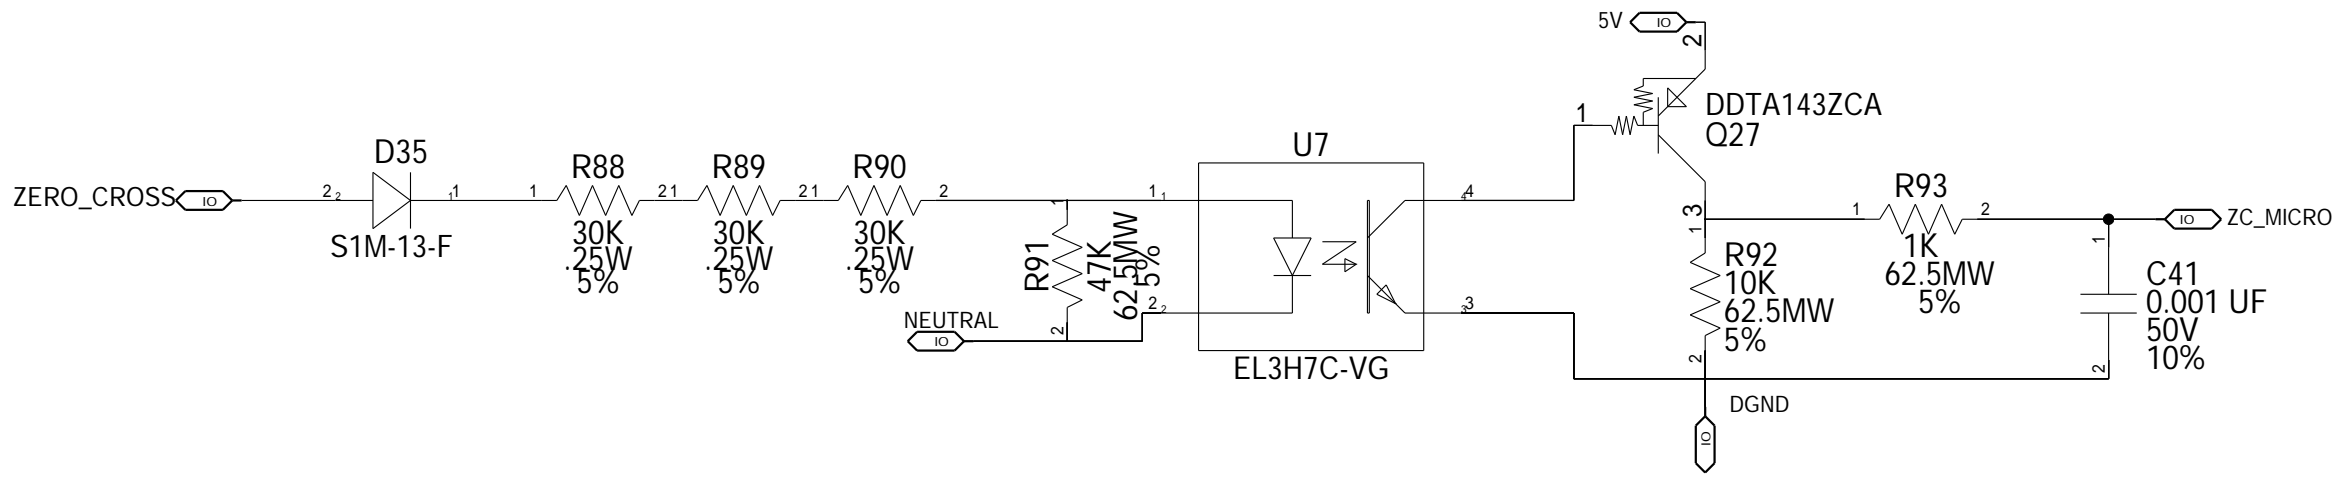 5V
IO
2
1
DDTA143ZCA
Q27
D35
S1M-13-F
ZERO_CROSS
IO
2
2
1
1
R88
1
2
30K
.25W
5%
R89
1
2
30K
.25W
5%
R90
1
2
30K
.25W
5%
R91
1
2
47K
62.5MW
5%
NEUTRAL
IO
U7
1
1
2
2
4
4
3
3
EL3H7C-VG
3
1
R92
10K
62.5MW
5%
2
R93
1
2
1K
62.5MW
5%
IO
ZC_MICRO
1
C41
0.001 UF
50V
10%
2
DGND
IO